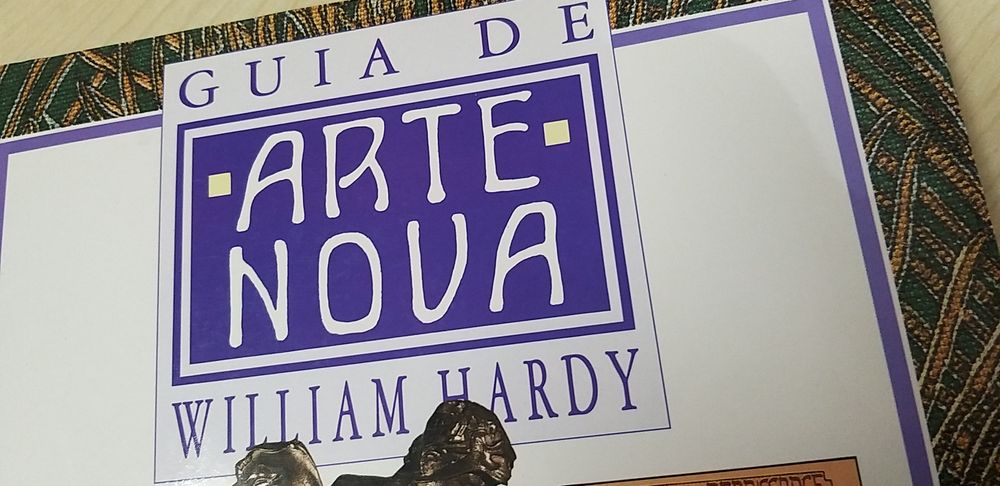 GUIA DE
ARTE
NOVA
WILLIAM HARDY